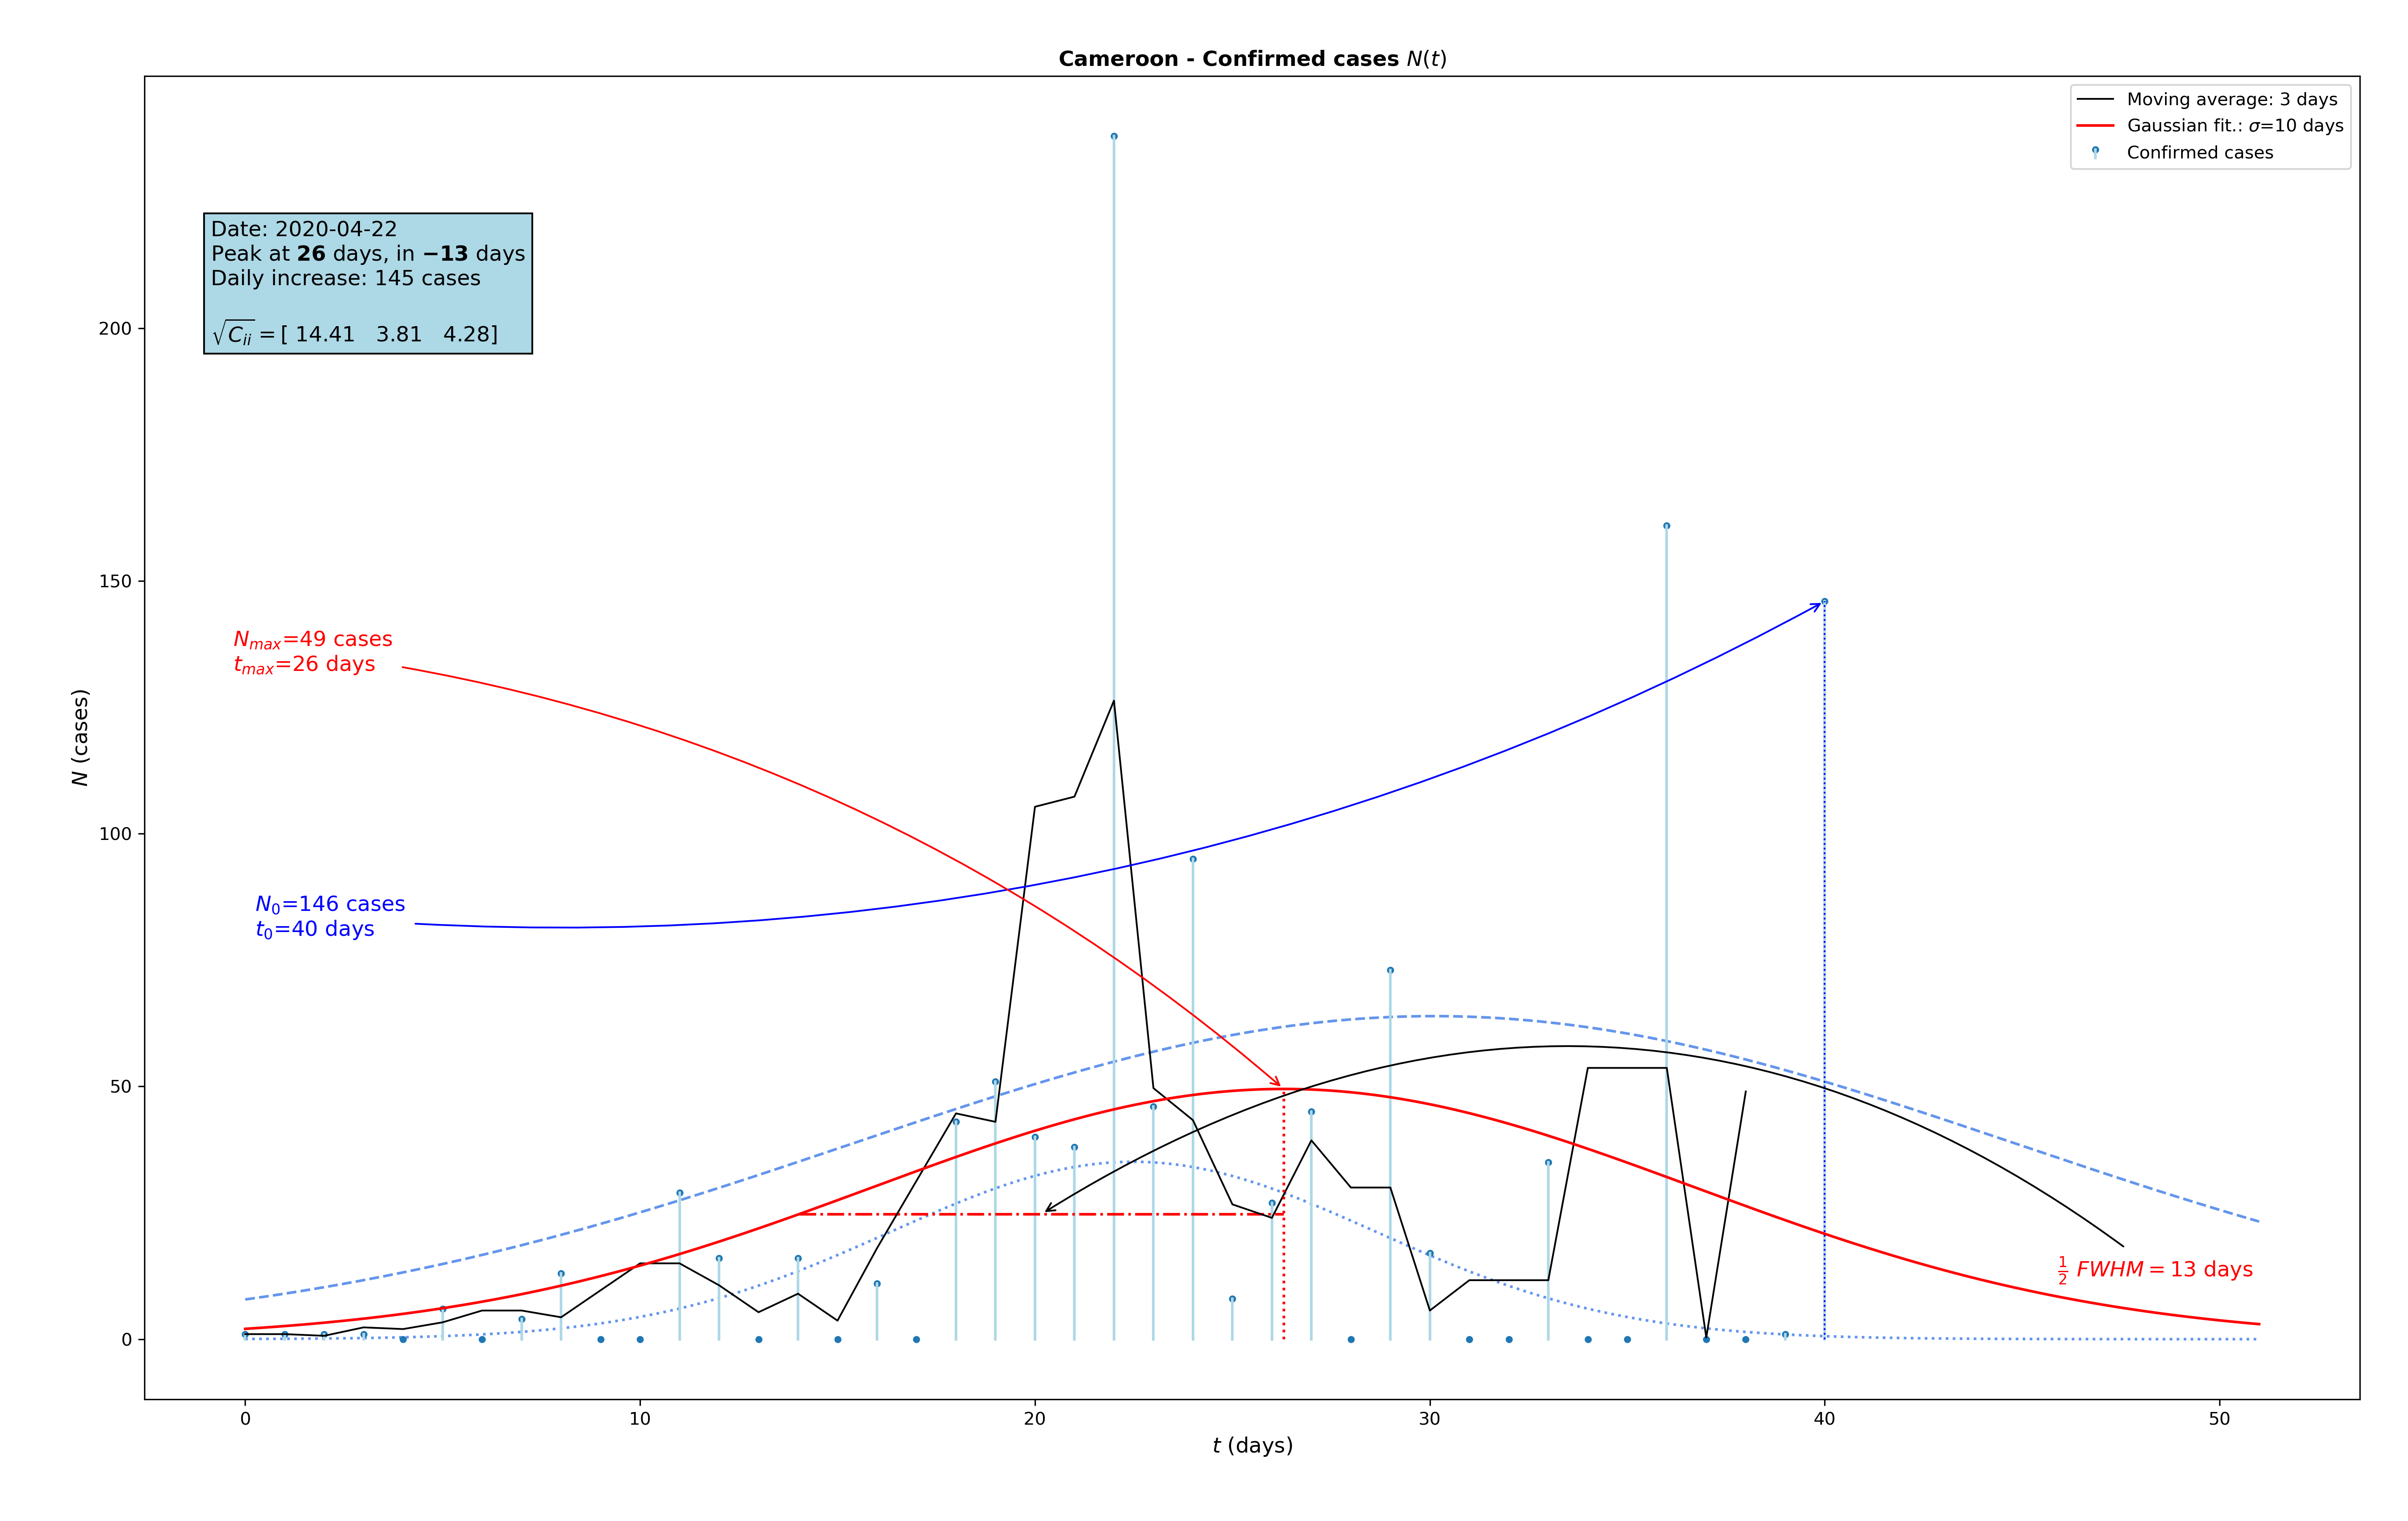 Cameroon - Confirmed cases N(t)
Moving average: 3 days
Gaussian fit.: σ=10 days
Confirmed cases
Date: 2020-04-22
Peak at 26 days, in −13 days
Daily increase: 145 cases
√C_ii = [ 14.41 3.81 4.28]
N_max=49 cases
t_max=26 days
N_0=146 cases
t_0=40 days
½ FWHM = 13 days
N (cases)
200
150
100
50
0
0 10 20 30 40 50
t (days)